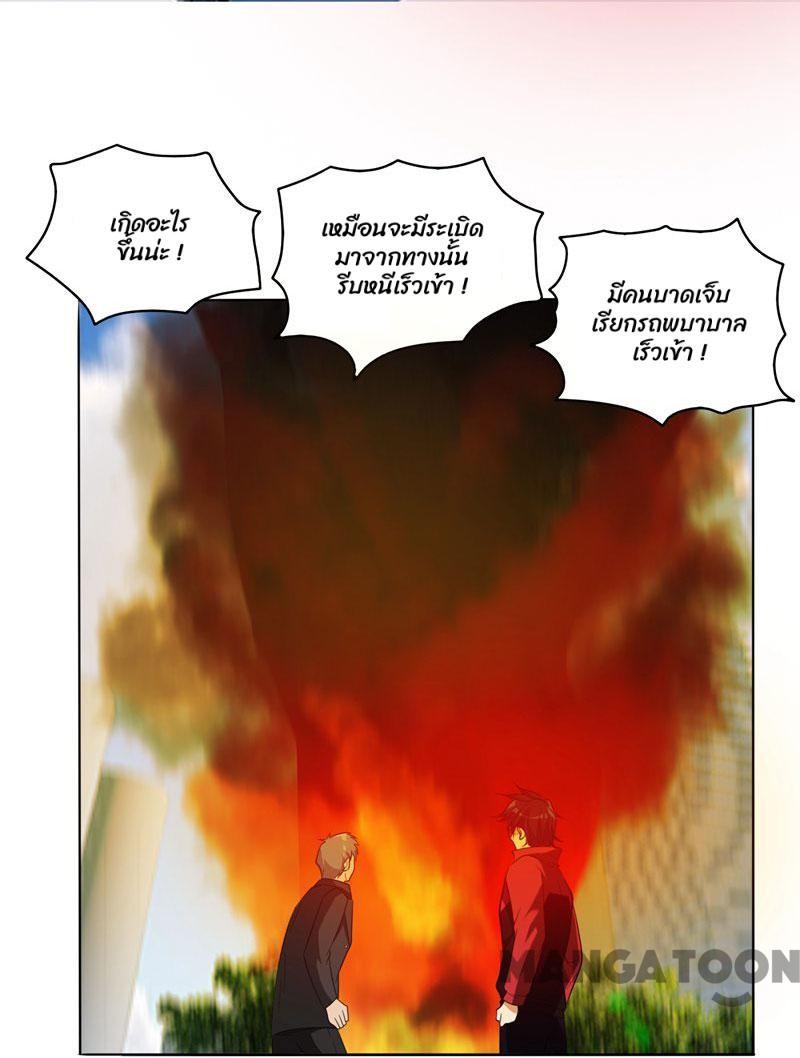 เกิดอะไร
ขึ้นน่ะ !
เหมือนจะมีระเบิด
มาจากทางนั้น
รีบหนีเร็วเข้า !
มีคนบาดเจ็บ
เรียกรถพบาบาล
เร็วเข้า !
MANGATOON